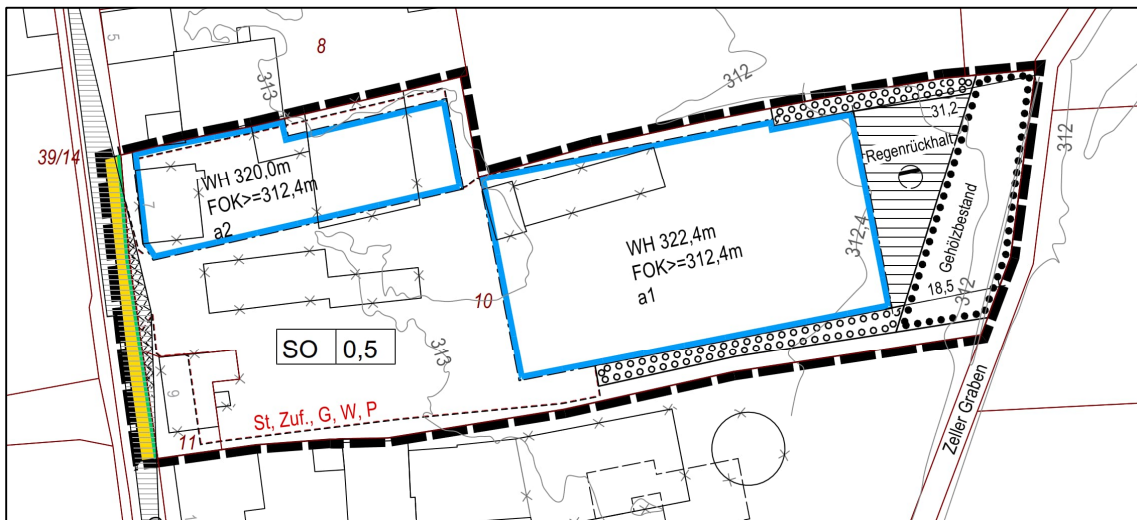 5
8
313
312
312
39/14
31,2
Regenrückhalt
WH 320,0m
FOK>=312,4m
a2
7
WH 322,4m
FOK>=312,4m
a1
312,4
Gehölzbestand
312
18,5
10
SO 0,5
313
9
St, Zuf., G, W, P
11
Zeller Graben
1